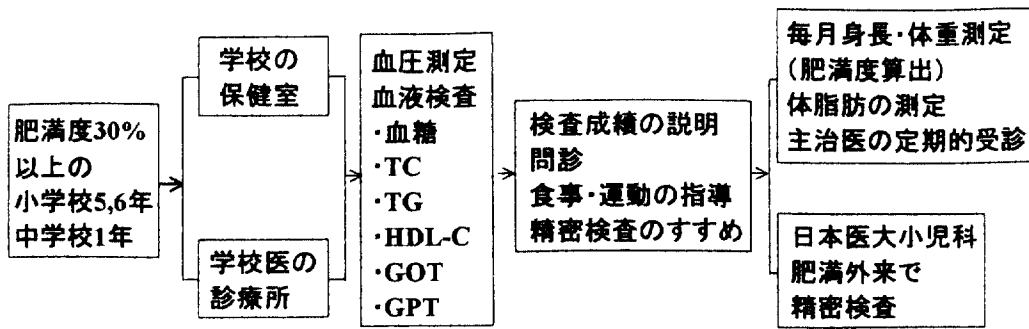 肥満度30%
以上の
小学校5,6年
中学校1年
学校の
保健室
学校医の
診療所
血圧測定
血液検査
・血糖
・TC
・TG
・HDL-C
・GOT
・GPT
検査成績の説明
問診
食事・運動の指導
精密検査のすすめ
毎月身長・体重測定
(肥満度算出)
体脂肪の測定
主治医の定期的受診
日本医大小児科
肥満外来で
精密検査